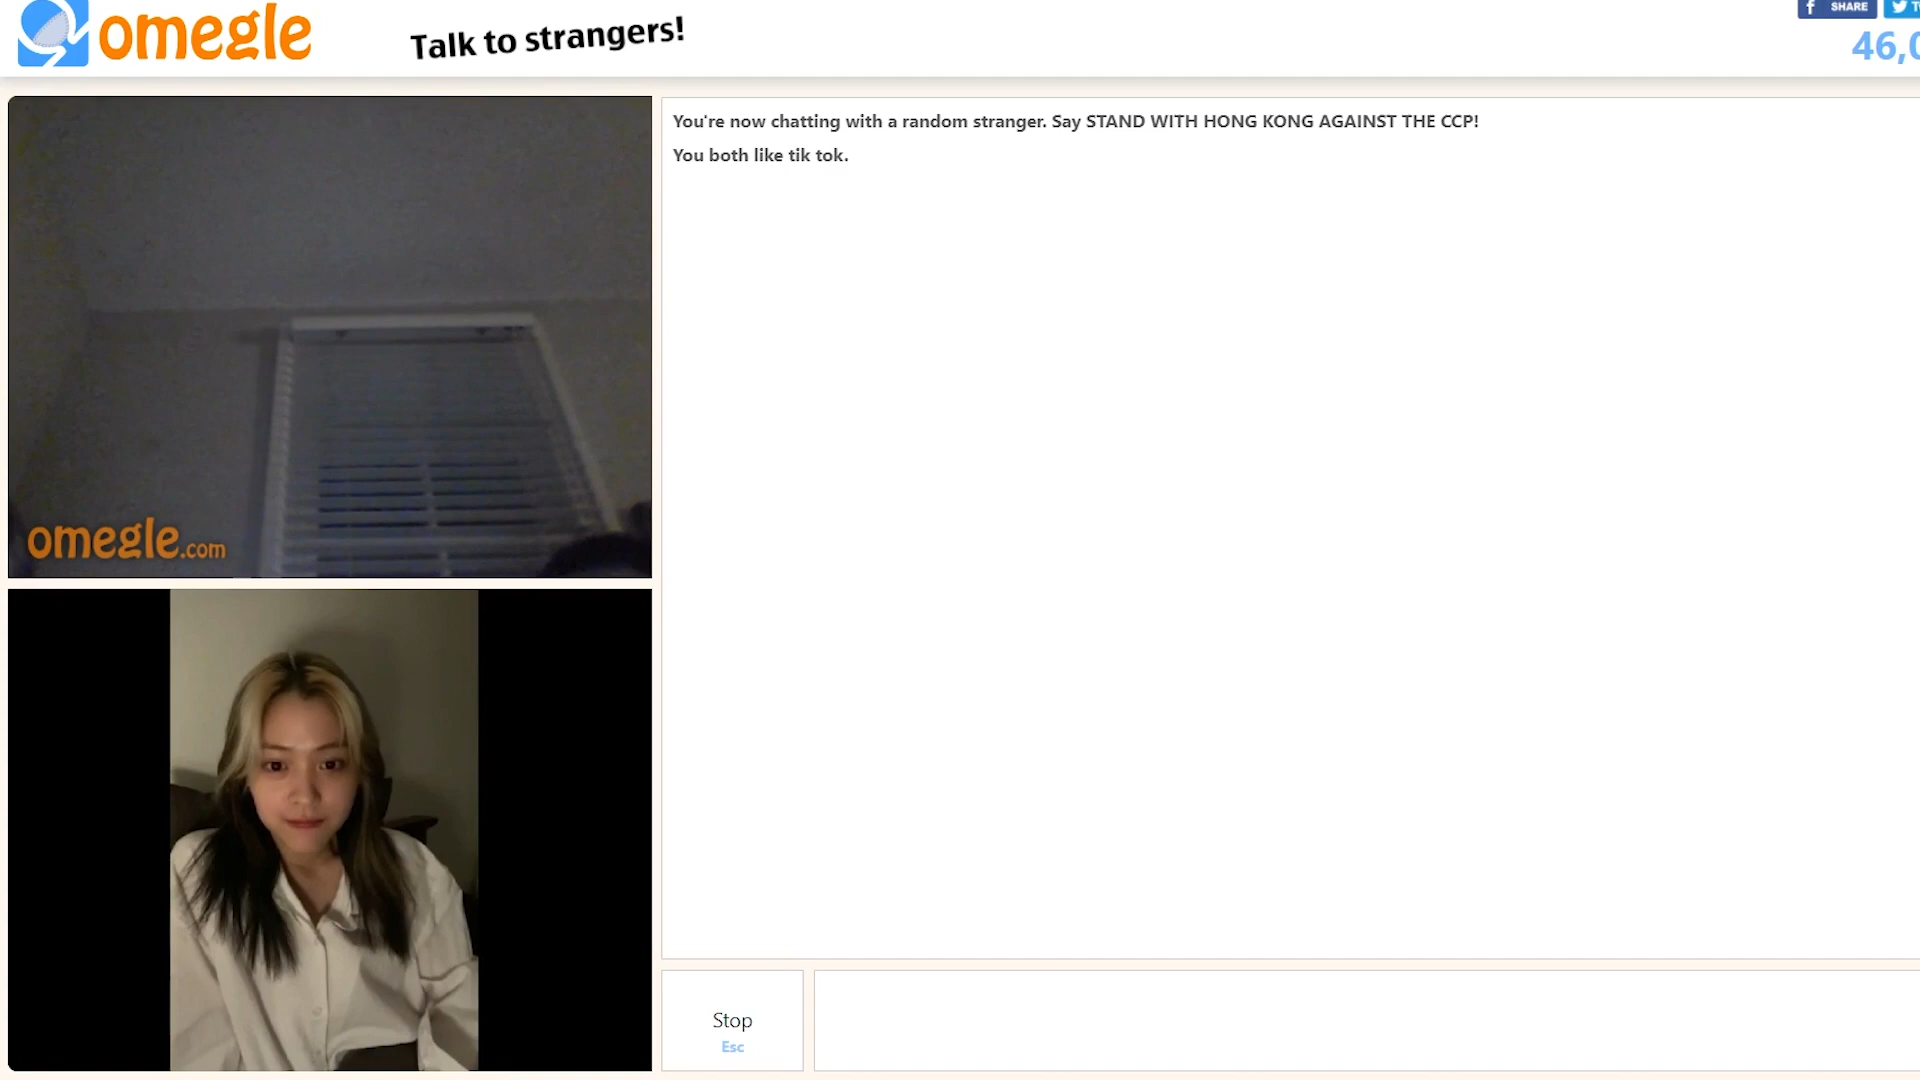 omegle
Talk to strangers!
SHARE
46,0
You're now chatting with a random stranger. Say STAND WITH HONG KONG AGAINST THE CCP!
You both like tik tok.
omegle.com
Stop
Esc